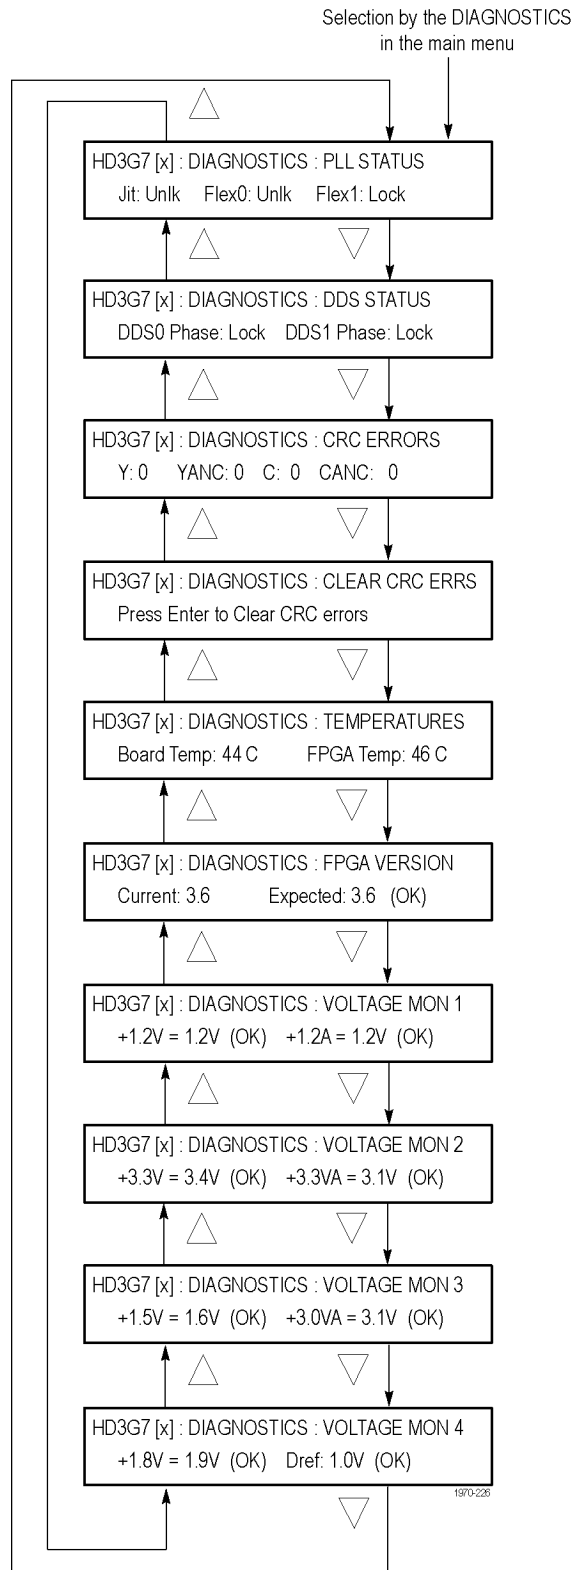 Selection by the DIAGNOSTICS
in the main menu
HD3G7 [x] : DIAGNOSTICS : PLL STATUS
Jit: Unlk Flex0: Unlk Flex1: Lock
HD3G7 [x] : DIAGNOSTICS : DDS STATUS
DDS0 Phase: Lock DDS1 Phase: Lock
HD3G7 [x] : DIAGNOSTICS : CRC ERRORS
Y: 0 YANC: 0 C: 0 CANC: 0
HD3G7 [x] : DIAGNOSTICS : CLEAR CRC ERRS
Press Enter to Clear CRC errors
HD3G7 [x] : DIAGNOSTICS : TEMPERATURES
Board Temp: 44 C FPGA Temp: 46 C
HD3G7 [x] : DIAGNOSTICS : FPGA VERSION
Current: 3.6 Expected: 3.6 (OK)
HD3G7 [x] : DIAGNOSTICS : VOLTAGE MON 1
+1.2V = 1.2V (OK) +1.2A = 1.2V (OK)
HD3G7 [x] : DIAGNOSTICS : VOLTAGE MON 2
+3.3V = 3.4V (OK) +3.3VA = 3.1V (OK)
HD3G7 [x] : DIAGNOSTICS : VOLTAGE MON 3
+1.5V = 1.6V (OK) +3.0VA = 3.1V (OK)
HD3G7 [x] : DIAGNOSTICS : VOLTAGE MON 4
+1.8V = 1.9V (OK) Dref: 1.0V (OK)
1970-226